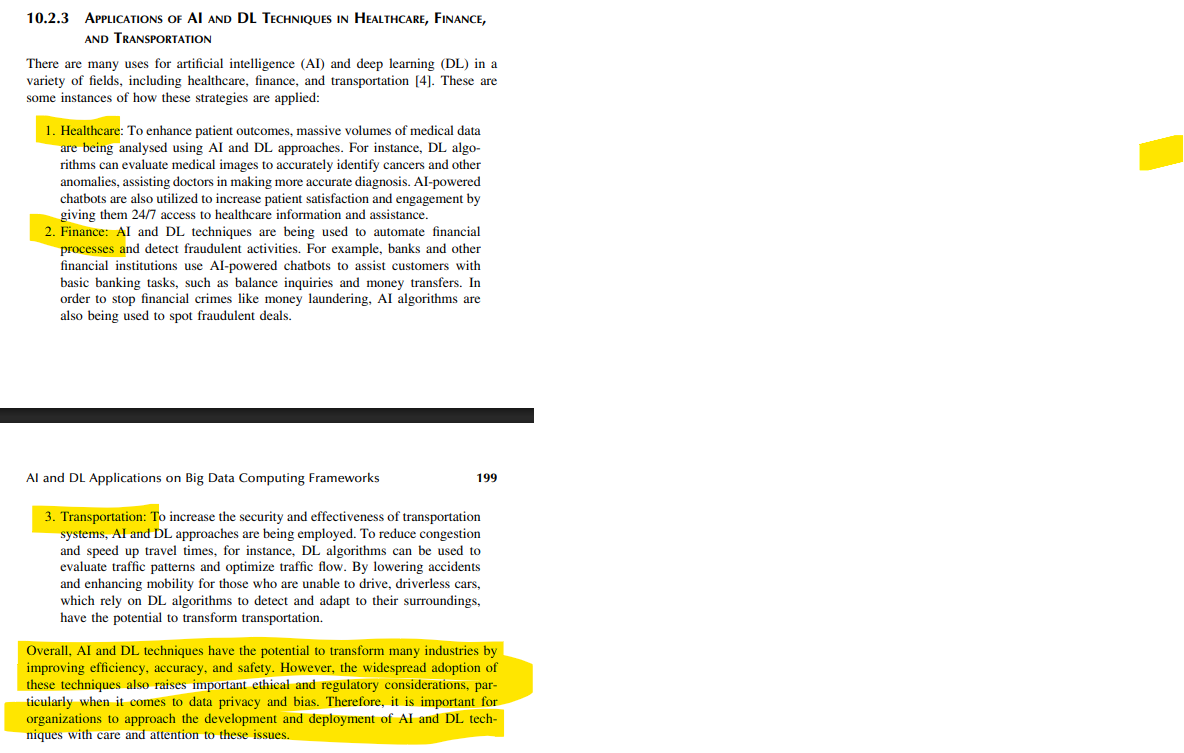 10.2.3 Applications of AI and DL Techniques in Healthcare, Finance,
and Transportation
There are many uses for artificial intelligence (AI) and deep learning (DL) in a
variety of fields, including healthcare, finance, and transportation [4]. These are
some instances of how these strategies are applied:
1. Healthcare: To enhance patient outcomes, massive volumes of medical data
are being analysed using AI and DL approaches. For instance, DL algo-
rithms can evaluate medical images to accurately identify cancers and other
anomalies, assisting doctors in making more accurate diagnosis. AI-powered
chatbots are also utilized to increase patient satisfaction and engagement by
giving them 24/7 access to healthcare information and assistance.
2. Finance: AI and DL techniques are being used to automate financial
processes and detect fraudulent activities. For example, banks and other
financial institutions use AI-powered chatbots to assist customers with
basic banking tasks, such as balance inquiries and money transfers. In
order to stop financial crimes like money laundering, AI algorithms are
also being used to spot fraudulent deals.
AI and DL Applications on Big Data Computing Frameworks 199
3. Transportation: To increase the security and effectiveness of transportation
systems, AI and DL approaches are being employed. To reduce congestion
and speed up travel times, for instance, DL algorithms can be used to
evaluate traffic patterns and optimize traffic flow. By lowering accidents
and enhancing mobility for those who are unable to drive, driverless cars,
which rely on DL algorithms to detect and adapt to their surroundings,
have the potential to transform transportation.
Overall, AI and DL techniques have the potential to transform many industries by
improving efficiency, accuracy, and safety. However, the widespread adoption of
these techniques also raises important ethical and regulatory considerations, par-
ticularly when it comes to data privacy and bias. Therefore, it is important for
organizations to approach the development and deployment of AI and DL tech-
niques with care and attention to these issues.